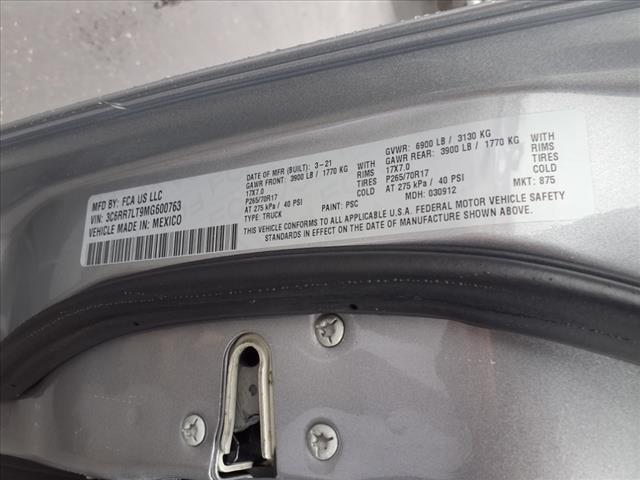 MFD BY: FCA US LLC
VIN: 3C6RR7LT9MG600763
VEHICLE MADE IN: MEXICO
DATE OF MFR (BUILT): 3-21
GAWR FRONT: 3900 LB / 1770 KG WITH
17X7.0 RIMS
P265/70R17 TIRES
AT 275 kPa / 40 PSI COLD
TYPE: TRUCK PAINT: PSC
GVWR: 6900 LB / 3130 KG
GAWR REAR: 3900 LB / 1770 KG WITH
17X7.0 RIMS
P265/70R17 TIRES
AT 275 kPa / 40 PSI COLD
MDH: 030912 MKT: 875
THIS VEHICLE CONFORMS TO ALL APPLICABLE U.S.A. FEDERAL MOTOR VEHICLE SAFETY
STANDARDS IN EFFECT ON THE DATE OF MANUFACTURE SHOWN ABOVE.